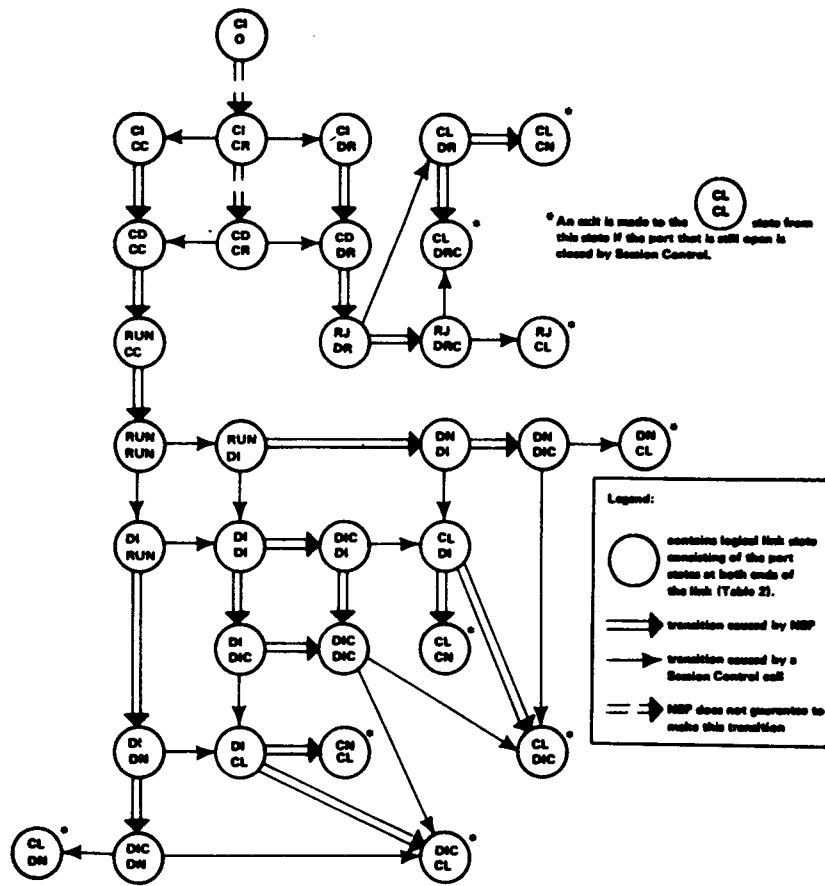 CI
O
CI
CC
CI
CR
CI
DR
CL
DR
CL
CN
*
CD
CC
CD
CR
CD
DR
CL
DRC
*
* An exit is made to the
CL
CL
state from
this state if the port that is still open is
closed by Session Control.
RUN
CC
RJ
DR
RJ
DRC
RJ
CL
*
RUN
RUN
RUN
DI
DN
DI
DN
DIC
DN
CL
*
DI
RUN
DI
DI
DIC
DI
CL
DI
DI
DIC
DIC
DIC
CL
CN
*
DI
DN
DI
CL
CN
CL
*
CL
DIC
*
CL
DN
*
DIC
DN
DIC
CL
*
Legend:
contains logical link state
consisting of the port
states at both ends of
the link (Table 2).
transition caused by NSP
transition caused by a
Session Control call
NSP does not guarantee to
make this transition